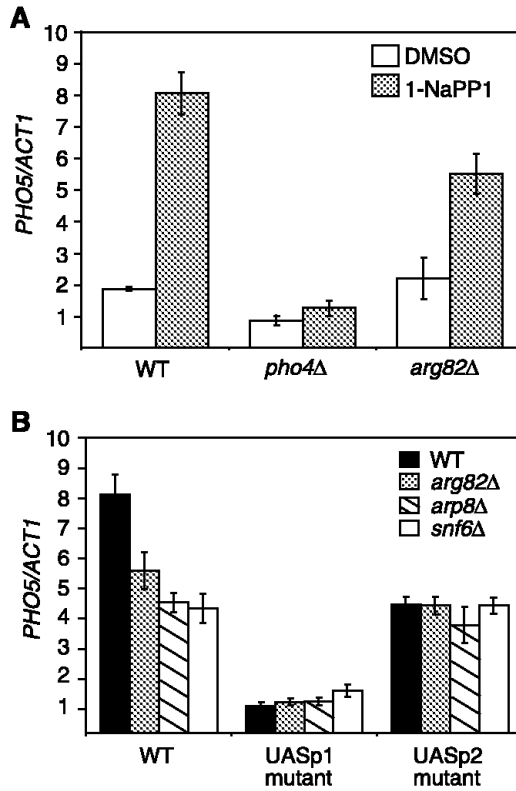 A
10
9
8
7
6
5
4
3
2
1
PHO5/ACT1
DMSO
1-NaPP1
WT
pho4Δ
arg82Δ
B
10
9
8
7
6
5
4
3
2
1
PHO5/ACT1
WT
arg82Δ
arp8Δ
snf6Δ
WT
UASp1
mutant
UASp2
mutant